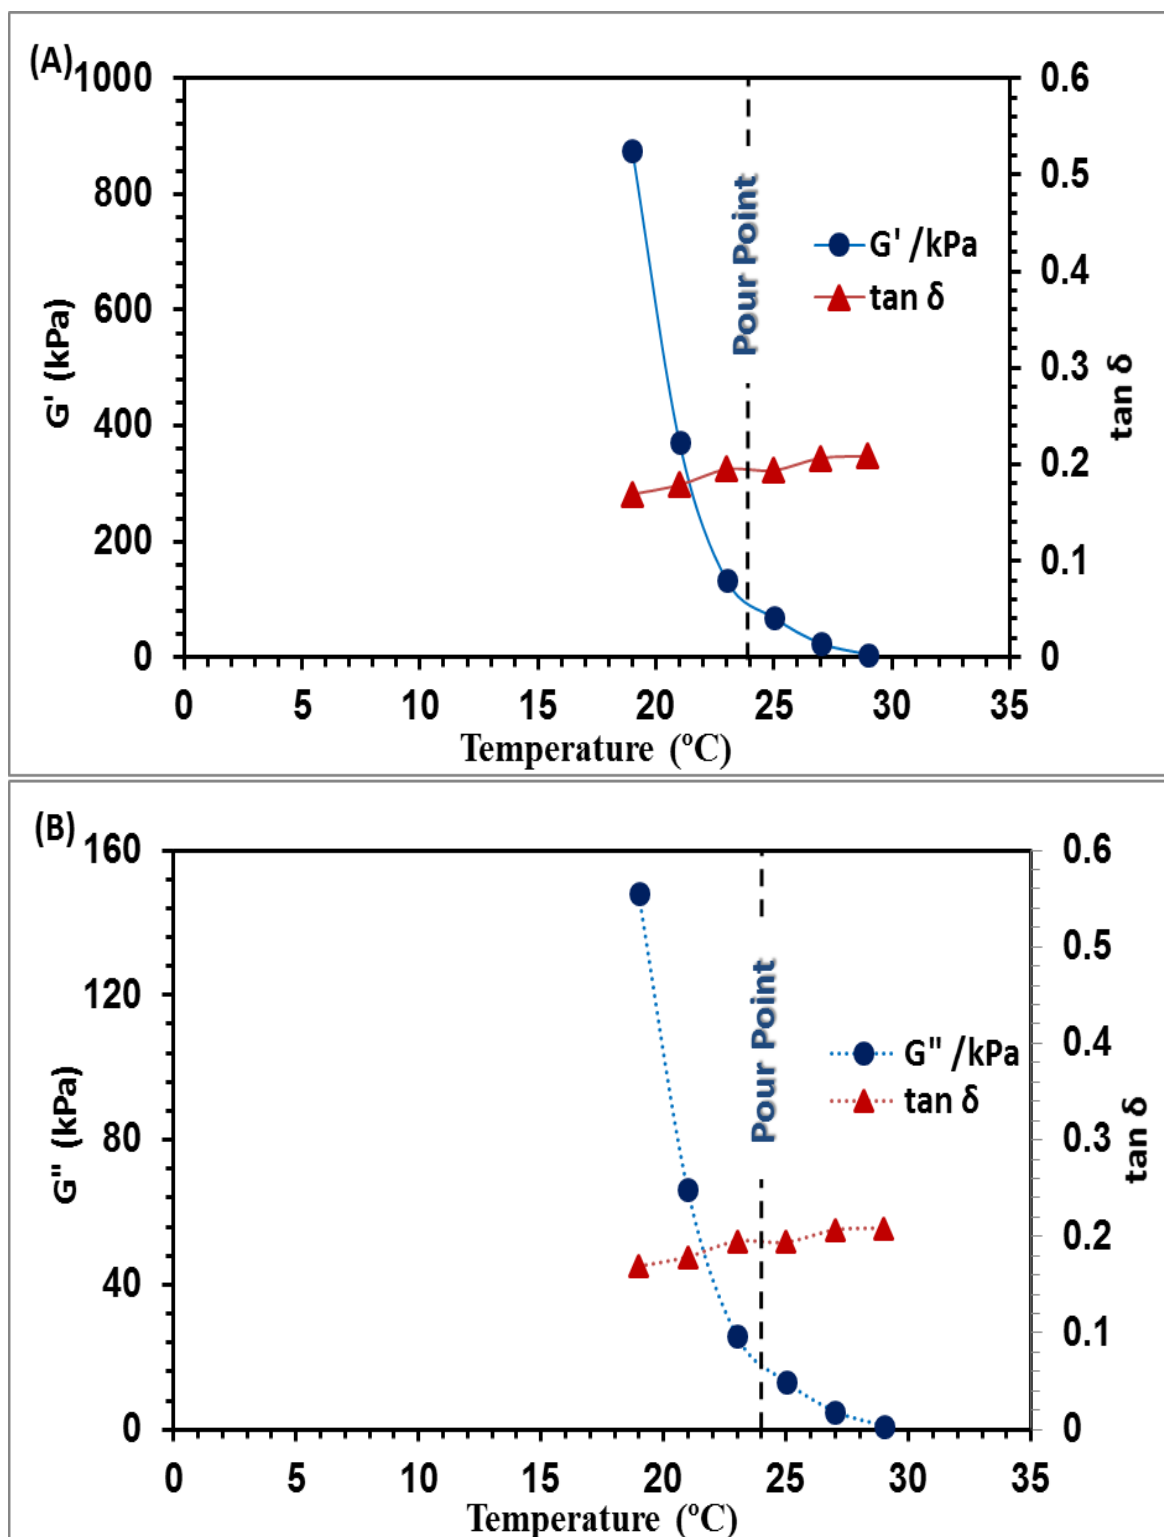 (A)
1000
800
600
400
200
0
G' (kPa)
0.6
0.5
0.4
0.3
0.2
0.1
0
tan δ
Pour Point
G' /kPa
tan δ
0 5 10 15 20 25 30 35
Temperature (ºC)
(B)
160
120
80
40
0
G" (kPa)
0.6
0.5
0.4
0.3
0.2
0.1
0
tan δ
Pour Point
G" /kPa
tan δ
0 5 10 15 20 25 30 35
Temperature (ºC)